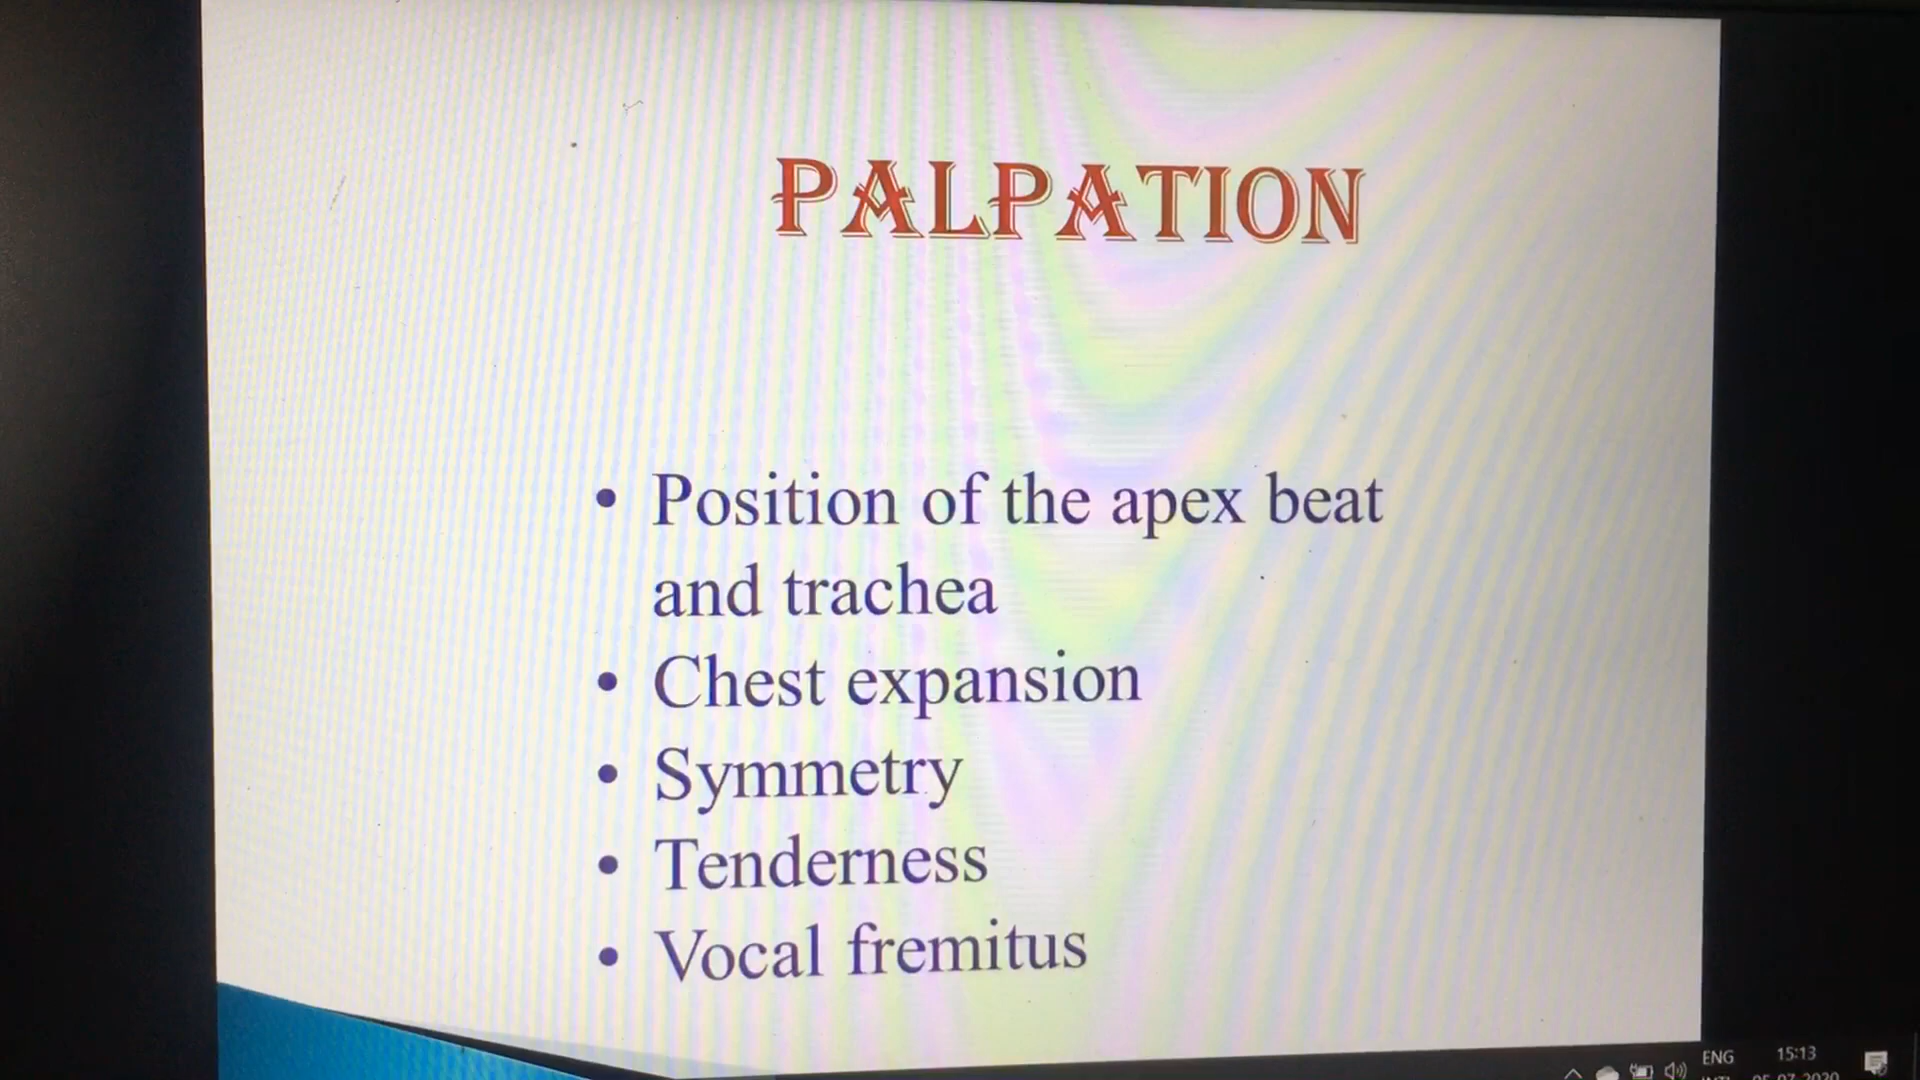 PALPATION
• Position of the apex beat
and trachea
• Chest expansion
• Symmetry
• Tenderness
• Vocal fremitus
ENG
15:13